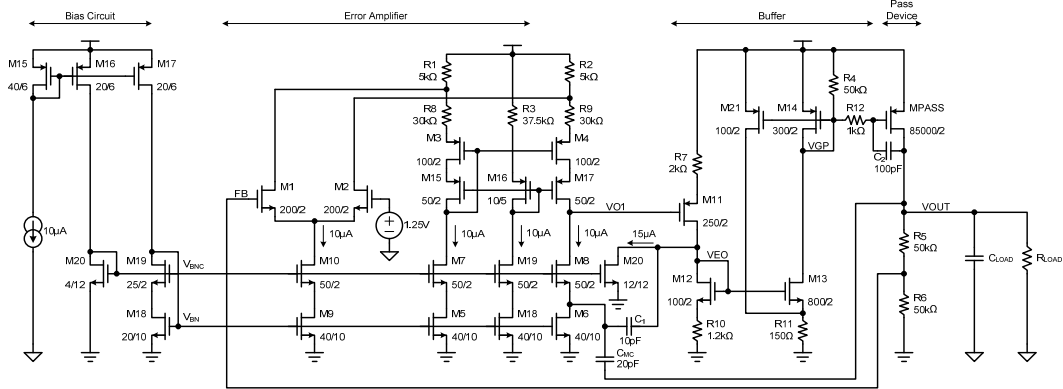 Bias Circuit
Error Amplifier
Buffer
Pass
Device
M15
40/6
M16
20/6
M17
20/6
10μA
M20
4/12
M19
25/2
VBNC
M18
20/10
VBN
FB
M1
200/2
M2
200/2
1.25V
10μA
M10
50/2
M9
40/10
R1
5kΩ
R8
30kΩ
M3
100/2
M15
50/2
10μA
M7
50/2
M5
40/10
R3
37.5kΩ
M16
10/5
10μA
M19
50/2
M18
40/10
R2
5kΩ
R9
30kΩ
M4
100/2
M17
50/2
VO1
10μA
M8
50/2
M6
40/10
15μA
M20
12/12
C1
10pF
CMC
20pF
R7
2kΩ
M11
250/2
VEO
M12
100/2
R10
1.2kΩ
M21
100/2
M14
300/2
VGP
R4
50kΩ
R12
1kΩ
C2
100pF
MPASS
85000/2
M13
800/2
R11
150Ω
VOUT
R5
50kΩ
R6
50kΩ
CLOAD
RLOAD